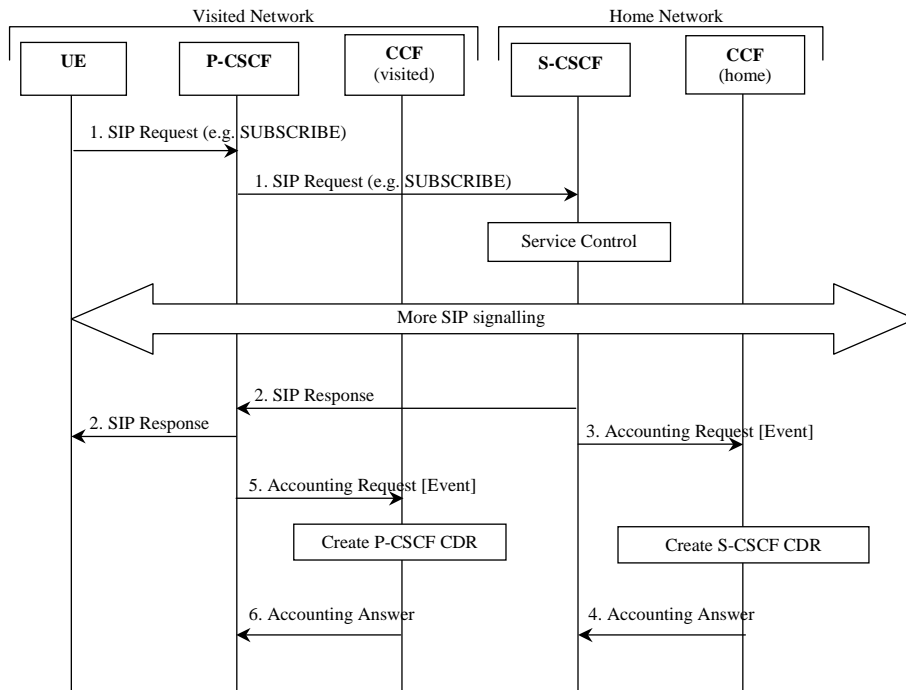 Visited Network
Home Network
UE
P-CSCF
CCF
(visited)
S-CSCF
CCF
(home)
1. SIP Request (e.g. SUBSCRIBE)
1. SIP Request (e.g. SUBSCRIBE)
Service Control
More SIP signalling
2. SIP Response
2. SIP Response
3. Accounting Request [Event]
5. Accounting Request [Event]
Create P-CSCF CDR
Create S-CSCF CDR
6. Accounting Answer
4. Accounting Answer